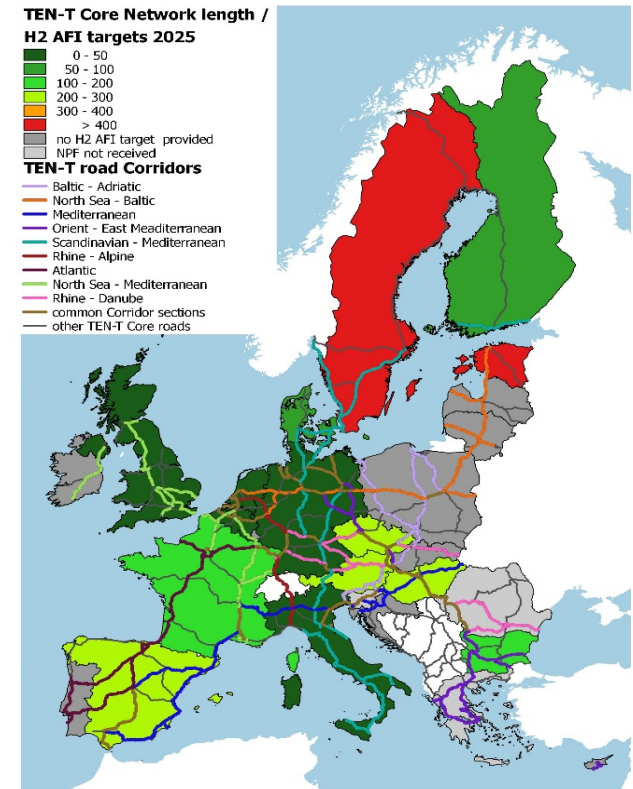 TEN-T Core Network length /
H2 AFI targets 2025
0 - 50
50 - 100
100 - 200
200 - 300
300 - 400
> 400
no H2 AFI target provided
NPF not received
TEN-T road Corridors
Baltic - Adriatic
North Sea - Baltic
Mediterranean
Orient - East Meaditerranean
Scandinavian - Mediterranean
Rhine - Alpine
Atlantic
North Sea - Mediterranean
Rhine - Danube
common Corridor sections
other TEN-T Core roads